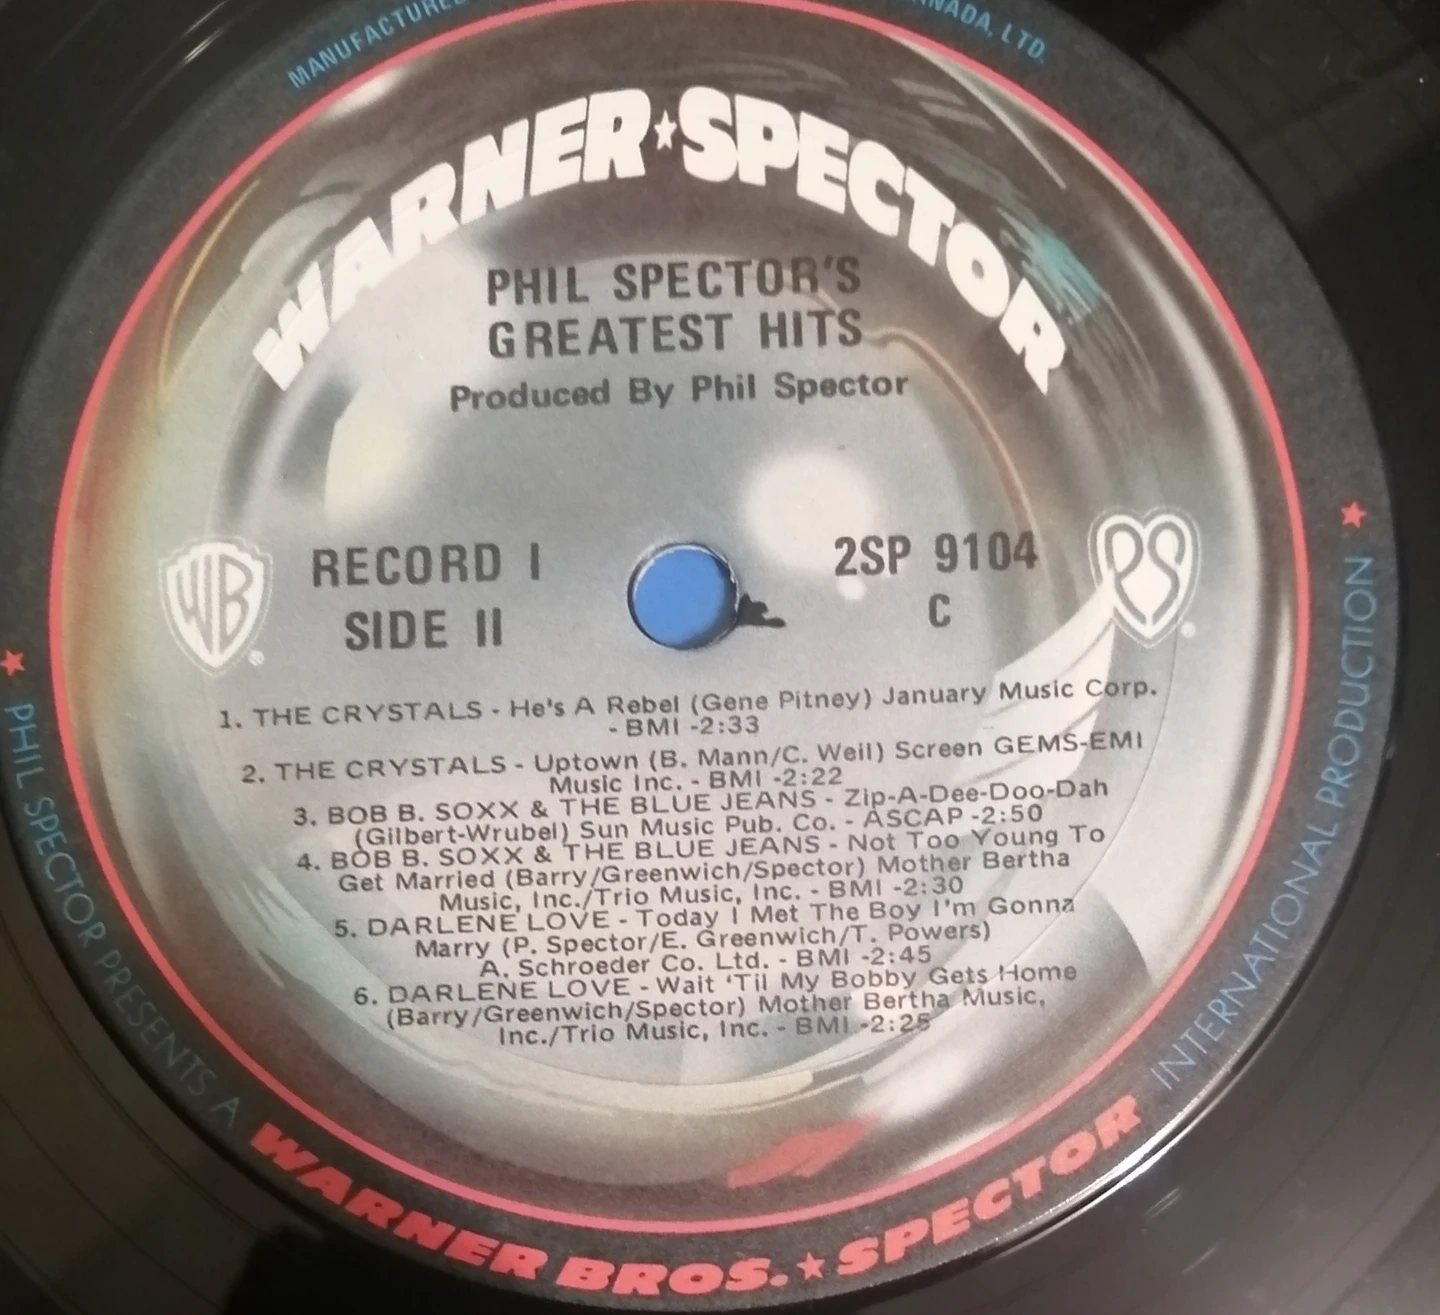 MANUFACTURE
NADA, LTD.
WARNER★SPECTOR
PHIL SPECTOR'S
GREATEST HITS
Produced By Phil Spector
RECORD I
SIDE II
2SP 9104
C
WB
®
PS
®
1. THE CRYSTALS - He's A Rebel (Gene Pitney) January Music Corp.
- BMI -2:33
2. THE CRYSTALS - Uptown (B. Mann/C. Weil) Screen GEMS-EMI
Music Inc. - BMI -2:22
3. BOB B. SOXX & THE BLUE JEANS - Zip-A-Dee-Doo-Dah
(Gilbert-Wrubel) Sun Music Pub. Co. - ASCAP -2:50
4. BOB B. SOXX & THE BLUE JEANS - Not Too Young To
Get Married (Barry/Greenwich/Spector) Mother Bertha
Music, Inc./Trio Music, Inc. - BMI -2:30
5. DARLENE LOVE - Today I Met The Boy I'm Gonna
Marry (P. Spector/E. Greenwich/T. Powers)
A. Schroeder Co. Ltd. - BMI -2:45
6. DARLENE LOVE - Wait 'Til My Bobby Gets Home
(Barry/Greenwich/Spector) Mother Bertha Music,
Inc./Trio Music, Inc. - BMI -2:25
★ PHIL SPECTOR PRESENTS A WARNER BROS.★SPECTOR INTERNATIONAL PRODUCTION ★